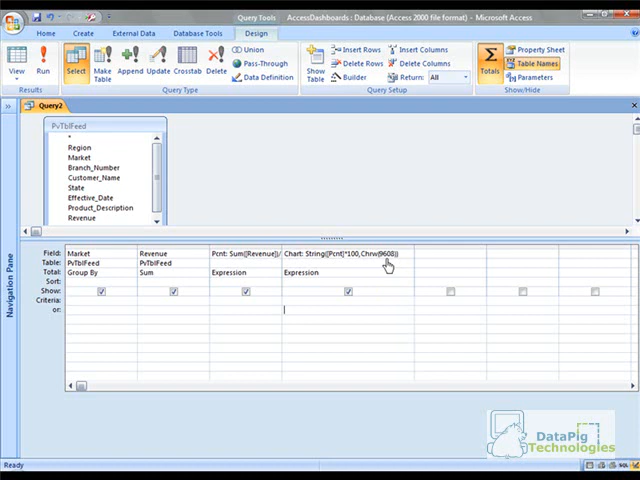 Query Tools
AccessDashboards : Database (Access 2000 file format) - Microsoft Access
Home
Create
External Data
Database Tools
Design
View
Run
Results
Select
Make Table
Append
Update
Crosstab
Delete
Union
Pass-Through
Data Definition
Query Type
Show Table
Insert Rows
Delete Rows
Builder
Insert Columns
Delete Columns
Return: All
Query Setup
Totals
Property Sheet
Table Names
Parameters
Show/Hide
Query2
PvTblFeed
*
Region
Market
Branch_Number
Customer_Name
State
Effective_Date
Product_Description
Revenue
Navigation Pane
Field: Market Revenue Pcnt: Sum([Revenue])/ Chart: String([Pcnt]*100,Chrw(9608))
Table: PvTblFeed PvTblFeed
Total: Group By Sum Expression Expression
Sort:
Show:
Criteria:
or:
DataPig
Technologies
Ready
SQL